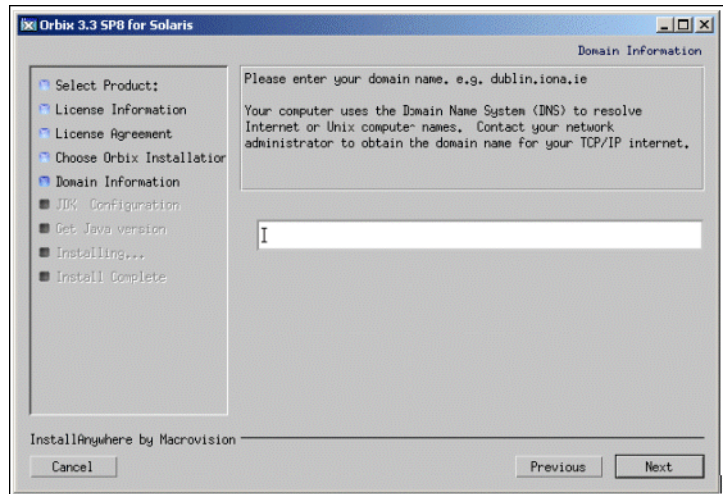 Orbix 3.3 SP8 for Solaris
Domain Information
Select Product:
License Information
License Agreement
Choose Orbix Installation
Domain Information
JDK Configuration
Get Java version
Installing...
Install Complete
Please enter your domain name. e.g. dublin.iona.ie
Your computer uses the Domain Name System (DNS) to resolve
Internet or Unix computer names. Contact your network
administrator to obtain the domain name for your TCP/IP internet.
InstallAnywhere by Macrovision
Cancel
Previous
Next